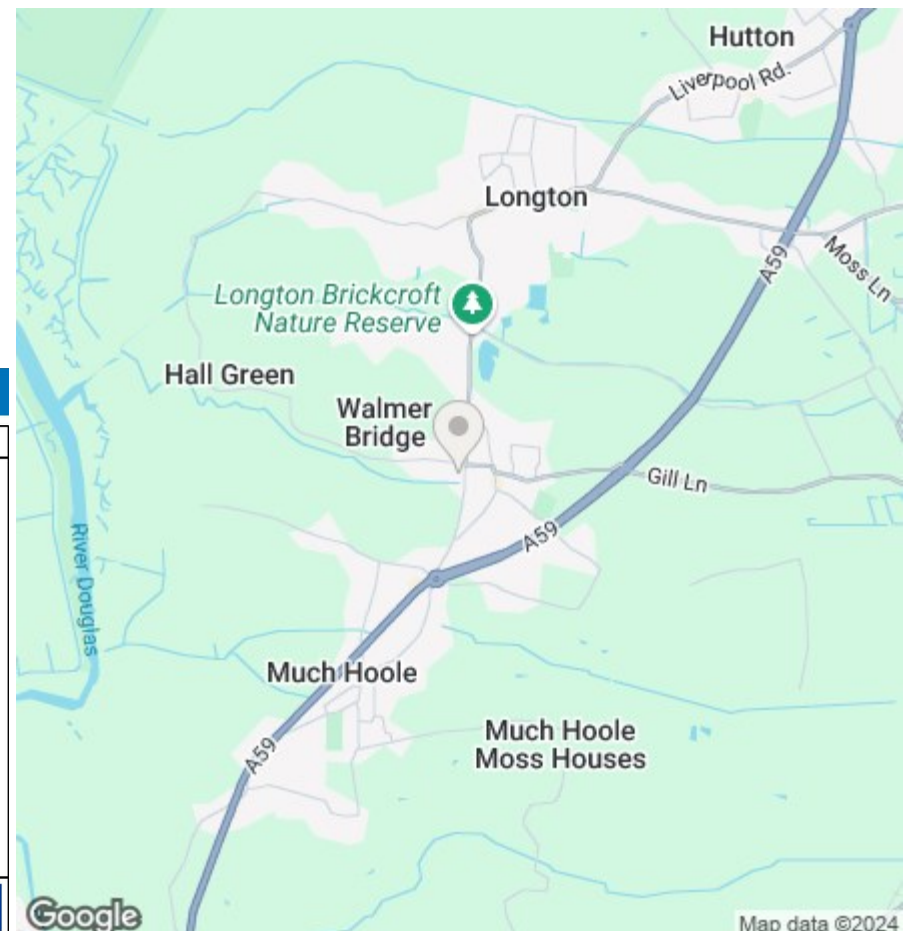 Hutton
Liverpool Rd.
Longton
A59
Moss Ln
Longton Brickcroft
Nature Reserve
Hall Green
Walmer
Bridge
Gill Ln
A59
River Douglas
Much Hoole
Much Hoole
Moss Houses
A59
Google
Map data ©2024